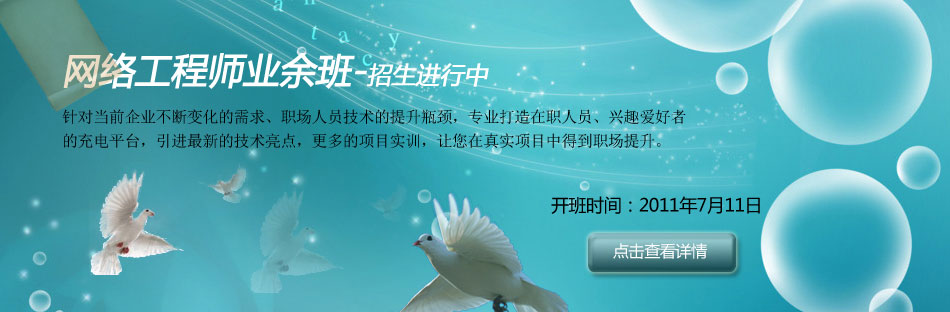 an
tacy
网络工程师业余班-招生进行中
针对当前企业不断变化的需求、职场人员技术的提升瓶颈，专业打造在职人员、兴趣爱好者
的充电平台，引进最新的技术亮点，更多的项目实训，让您在真实项目中得到职场提升。
开班时间：2011年7月11日
点击查看详情